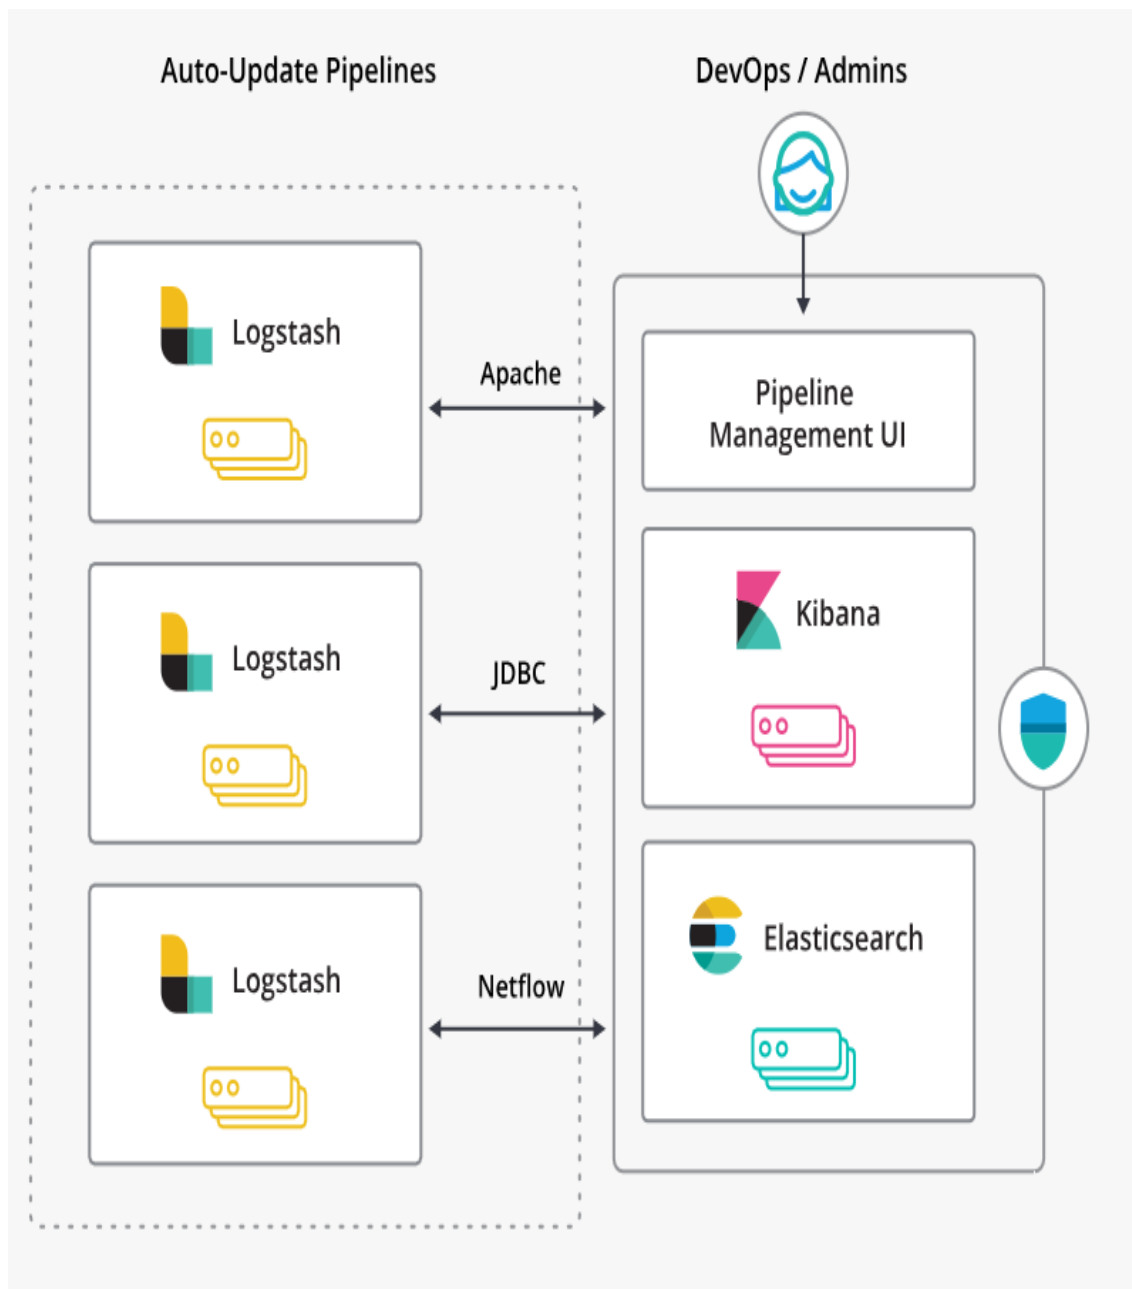 Auto-Update Pipelines
DevOps / Admins
Logstash
Apache
Pipeline
Management UI
Logstash
JDBC
Kibana
Logstash
Netflow
Elasticsearch